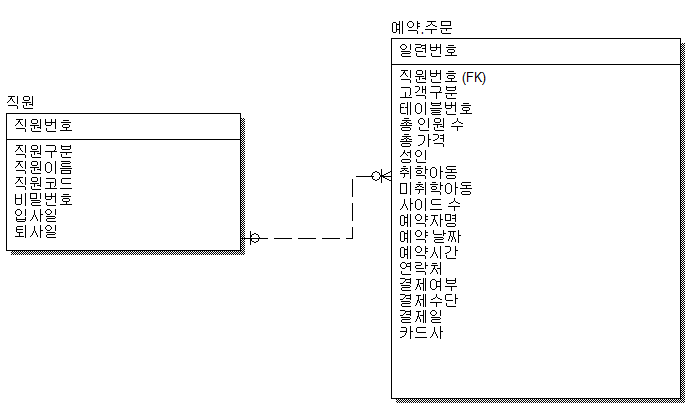 직원
직원번호
직원구분
직원이름
직원코드
비밀번호
입사일
퇴사일
예약.주문
일련번호
직원번호 (FK)
고객구분
테이블번호
총 인원 수
총 가격
성인
취학아동
미취학아동
사이드 수
예약자명
예약 날짜
예약시간
연락처
결제여부
결제수단
결제일
카드사